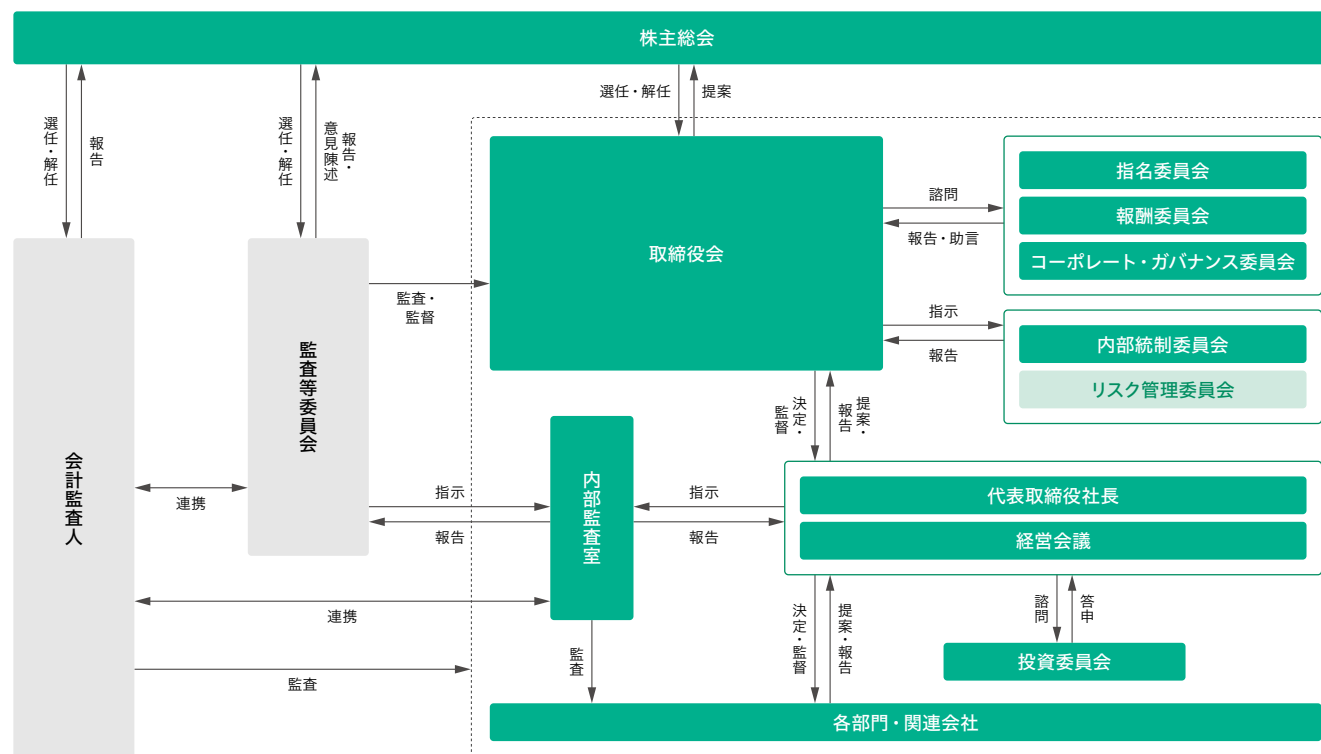 株主総会
選任・解任
報告
選任・解任
報告・
意見陳述
選任・解任
提案
取締役会
諮問
報告・助言
指名委員会
報酬委員会
コーポレート・ガバナンス委員会
監査・
監督
指示
報告
内部統制委員会
リスク管理委員会
決定・
監督
提案・
報告
会計監査人
監査等委員会
連携
指示
報告
内部監査室
指示
報告
代表取締役社長
経営会議
連携
監査
監査
決定・監督
提案・報告
諮問
答申
投資委員会
各部門・関連会社